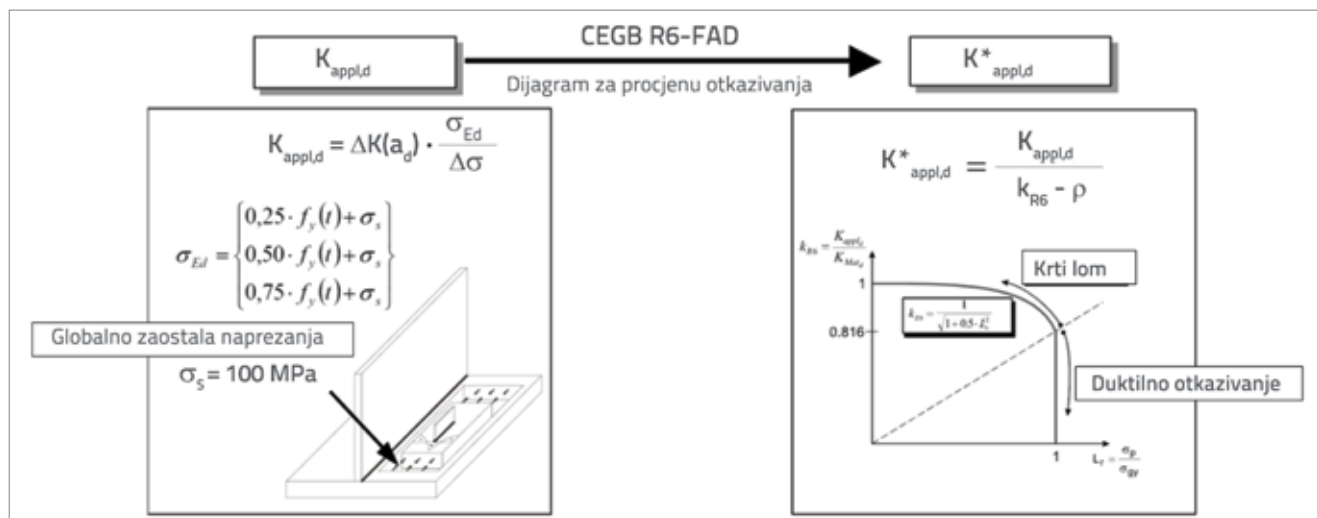 CEGB R6-FAD
K_appl,d
K*_appl,d
Dijagram za procjenu otkazivanja
K_appl,d = ΔK(a_d) · σ_Ed / Δσ
σ_Ed = { 0,25 · f_y(t) + σ_s
0,50 · f_y(t) + σ_s
0,75 · f_y(t) + σ_s }
Globalno zaostala naprezanja
σ_S = 100 MPa
K*_appl,d = K_appl,d / k_R6 - ρ
k_R6 = K_appl,d / K_Mat,d
Krti lom
1
k_R6 = 1 / √1 + 0.5 · L_r^2
0.816
Duktilno otkazivanje
1
L_r = σ_p / σ_gy